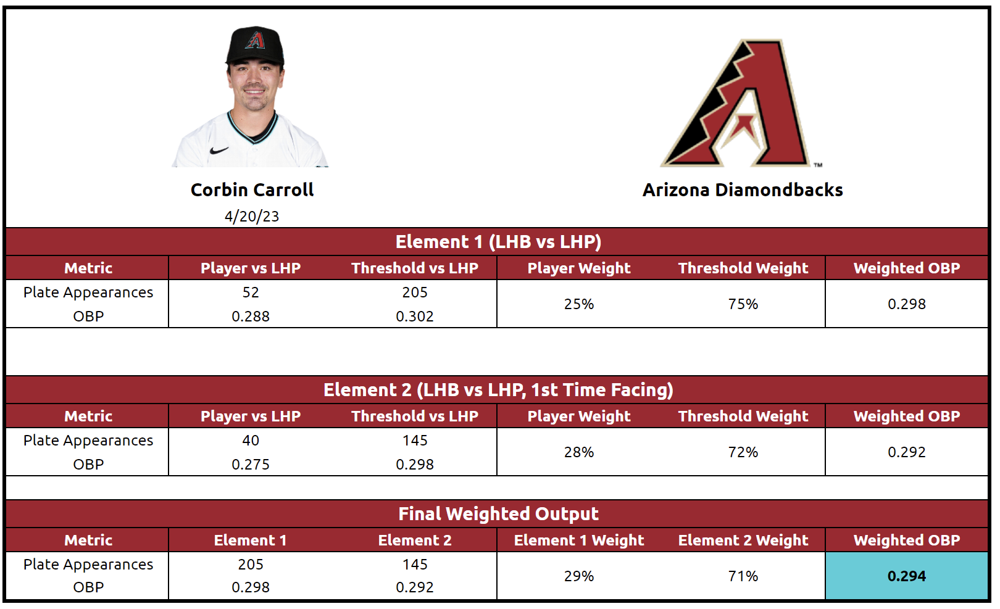 TM
Corbin Carroll
Arizona Diamondbacks
4/20/23
Element 1 (LHB vs LHP)
Metric Player vs LHP Threshold vs LHP Player Weight Threshold Weight Weighted OBP
Plate Appearances 52 205
25% 75% 0.298
OBP 0.288 0.302
Element 2 (LHB vs LHP, 1st Time Facing)
Metric Player vs LHP Threshold vs LHP Player Weight Threshold Weight Weighted OBP
Plate Appearances 40 145
28% 72% 0.292
OBP 0.275 0.298
Final Weighted Output
Metric Element 1 Element 2 Element 1 Weight Element 2 Weight Weighted OBP
Plate Appearances 205 145
29% 71% 0.294
OBP 0.298 0.292